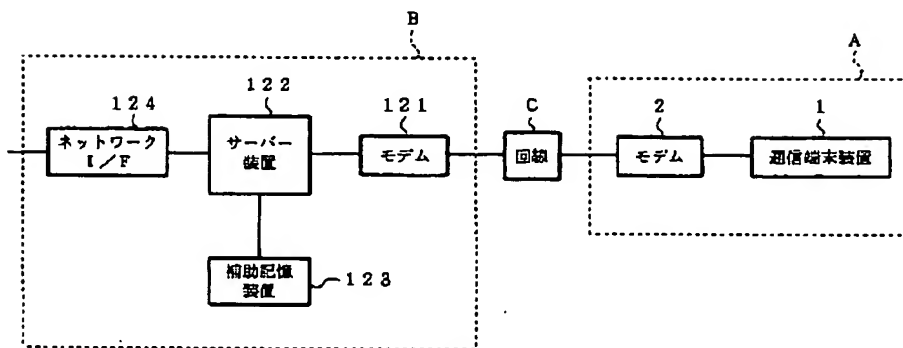 B
A
124
122
121
C
2
1
ネットワーク
I/F
サーバー
装置
モデム
回線
モデム
通信端末装置
補助記憶
装置
123